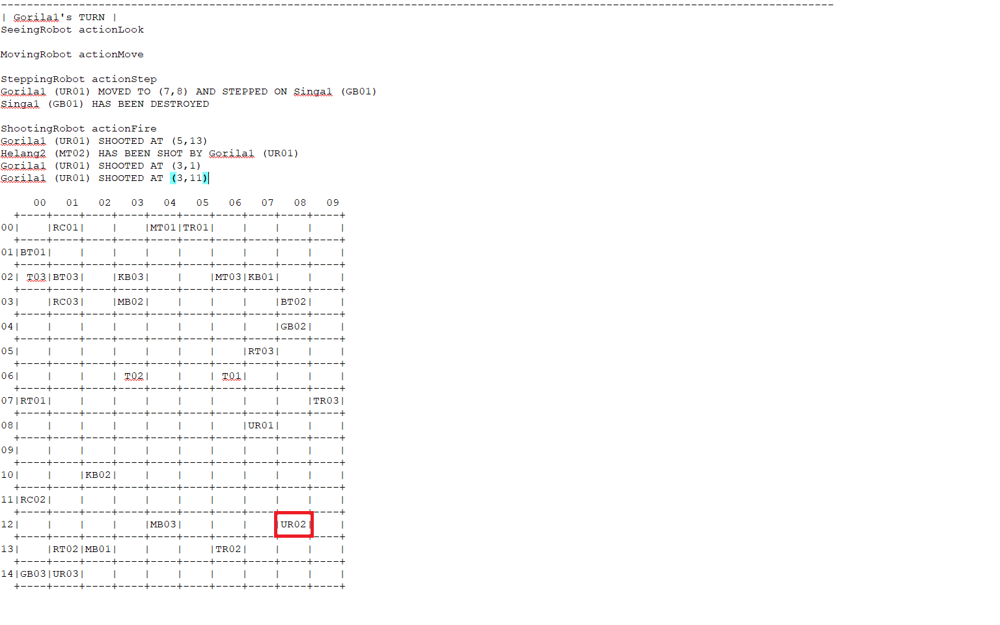 --------------------------------------------------------------------------------------------------------------------------------
| Gorila1's TURN |
SeeingRobot actionLook
MovingRobot actionMove
SteppingRobot actionStep
Gorila1 (UR01) MOVED TO (7,8) AND STEPPED ON Singa1 (GB01)
Singa1 (GB01) HAS BEEN DESTROYED
ShootingRobot actionFire
Gorila1 (UR01) SHOOTED AT (5,13)
Helang2 (MT02) HAS BEEN SHOT BY Gorila1 (UR01)
Gorila1 (UR01) SHOOTED AT (3,1)
Gorila1 (UR01) SHOOTED AT (3,11)
     00   01   02   03   04   05   06   07   08   09
  +----+----+----+----+----+----+----+----+----+----+
00|    |RC01|    |    |MT01|TR01|    |    |    |    |
  +----+----+----+----+----+----+----+----+----+----+
01|BT01|    |    |    |    |    |    |    |    |    |
  +----+----+----+----+----+----+----+----+----+----+
02| T03|BT03|    |KB03|    |    |MT03|KB01|    |    |
  +----+----+----+----+----+----+----+----+----+----+
03|    |RC03|    |MB02|    |    |    |    |BT02|    |
  +----+----+----+----+----+----+----+----+----+----+
04|    |    |    |    |    |    |    |    |GB02|    |
  +----+----+----+----+----+----+----+----+----+----+
05|    |    |    |    |    |    |    |RT03|    |    |
  +----+----+----+----+----+----+----+----+----+----+
06|    |    |    | T02|    |    | T01|    |    |    |
  +----+----+----+----+----+----+----+----+----+----+
07|RT01|    |    |    |    |    |    |    |    |TR03|
  +----+----+----+----+----+----+----+----+----+----+
08|    |    |    |    |    |    |    |UR01|    |    |
  +----+----+----+----+----+----+----+----+----+----+
09|    |    |    |    |    |    |    |    |    |    |
  +----+----+----+----+----+----+----+----+----+----+
10|    |    |KB02|    |    |    |    |    |    |    |
  +----+----+----+----+----+----+----+----+----+----+
11|RC02|    |    |    |    |    |    |    |    |    |
  +----+----+----+----+----+----+----+----+----+----+
12|    |    |    |    |MB03|    |    |    |UR02|    |
  +----+----+----+----+----+----+----+----+----+----+
13|    |RT02|MB01|    |    |    |TR02|    |    |    |
  +----+----+----+----+----+----+----+----+----+----+
14|GB03|UR03|    |    |    |    |    |    |    |    |
  +----+----+----+----+----+----+----+----+----+----+